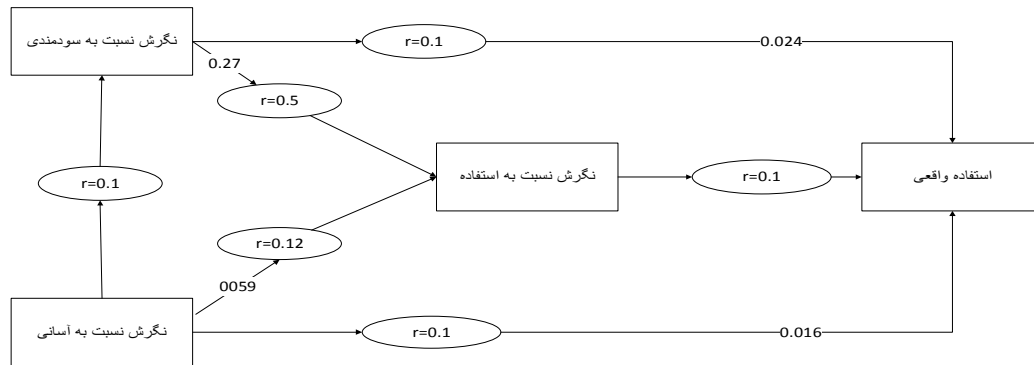 نگرش نسبت به سودمندی
r=0.1
0.024
0.27
r=0.5
r=0.1
نگرش نسبت به استفاده
r=0.1
استفاده واقعی
r=0.12
0059
نگرش نسبت به آسانی
r=0.1
0.016